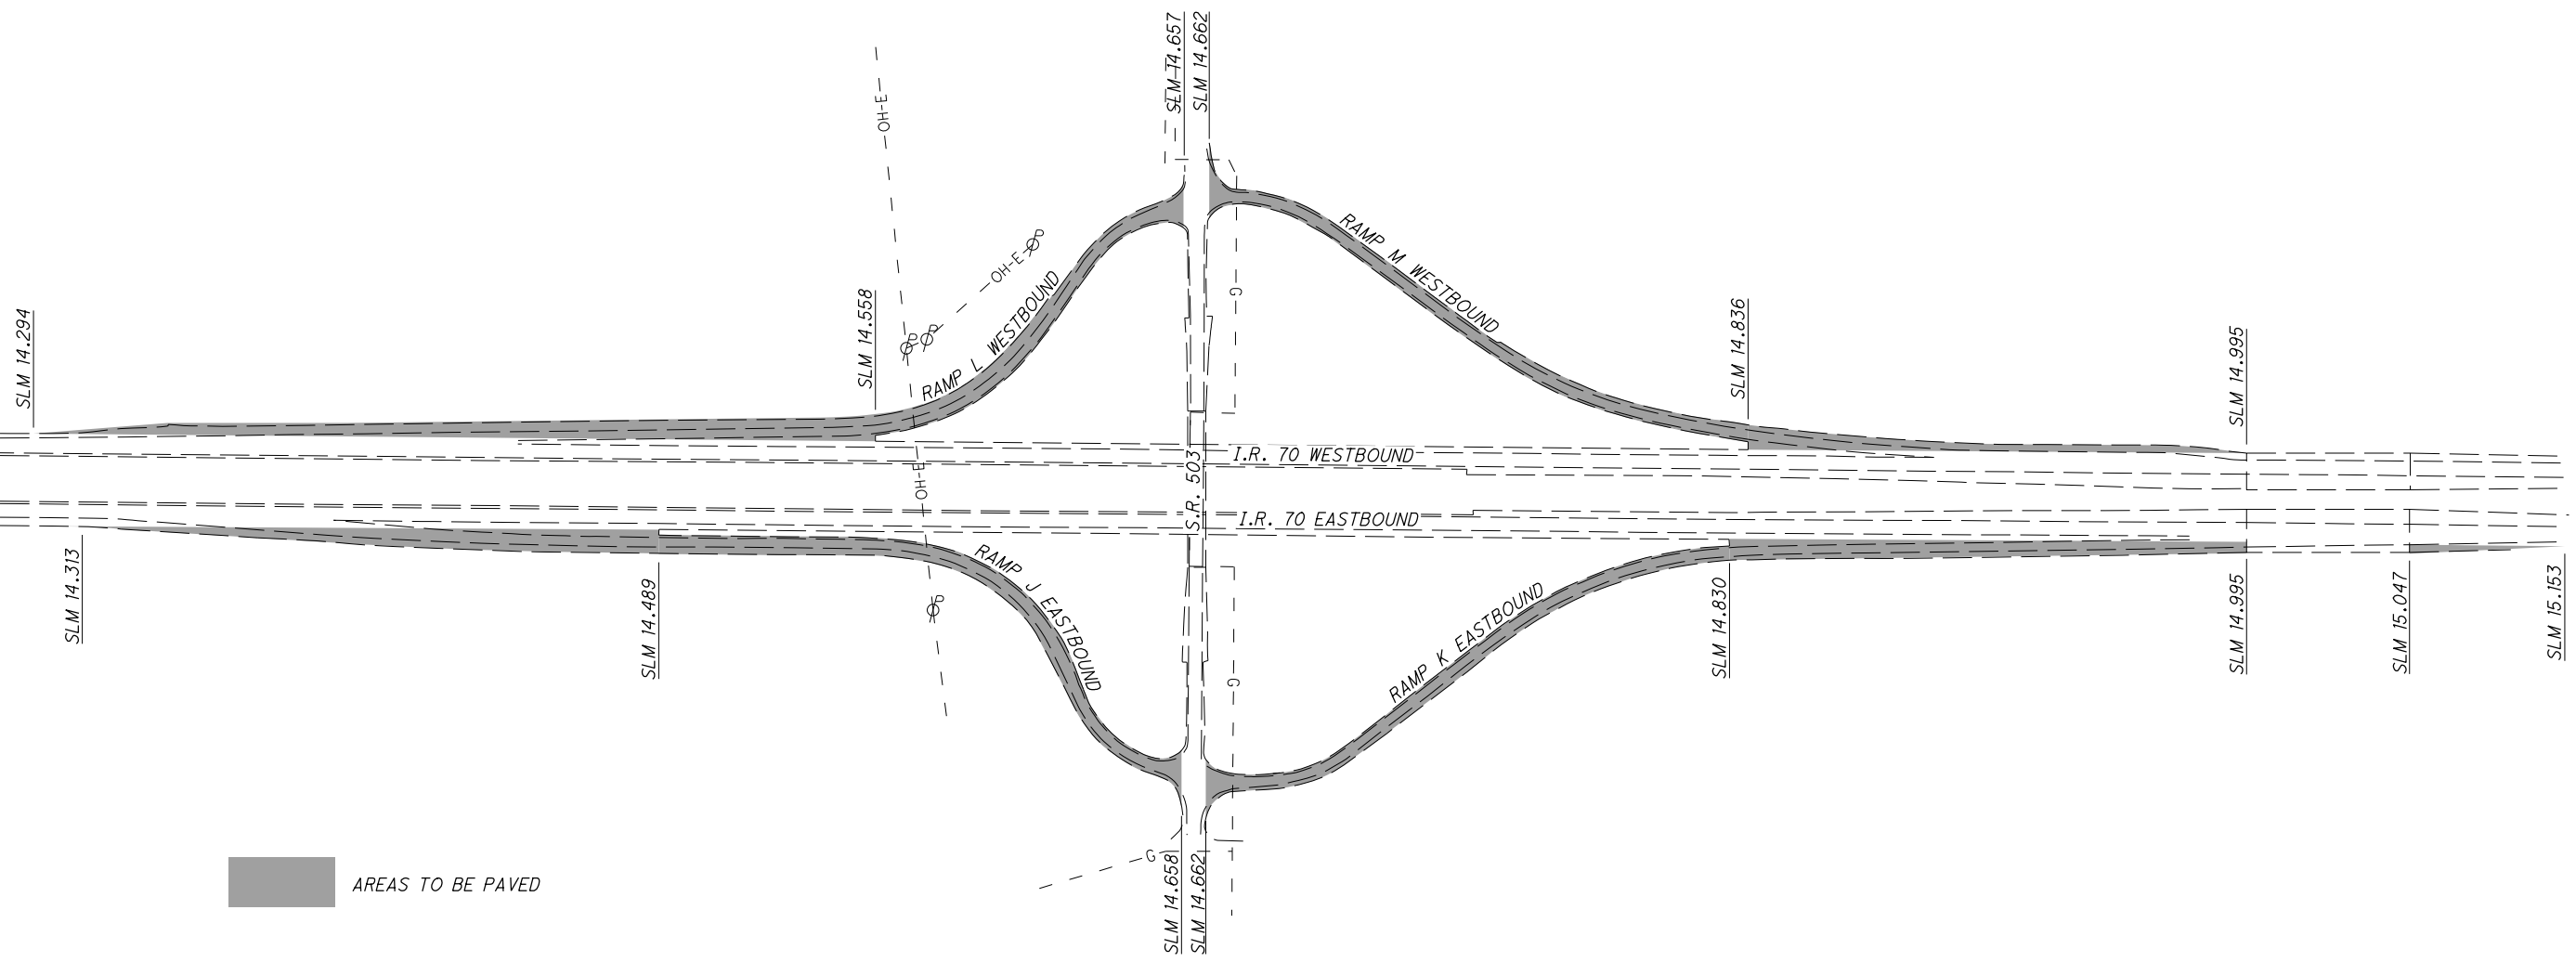 SLM 14.657
SLM 14.662
OH-E
OH-E
G
RAMP L WESTBOUND
RAMP M WESTBOUND
SLM 14.294
SLM 14.558
P
P
P
SLM 14.836
SLM 14.995
I.R. 70 WESTBOUND
S.R. 503
OH-E
I.R. 70 EASTBOUND
SLM 14.313
SLM 14.489
RAMP J EASTBOUND
P
G
RAMP K EASTBOUND
SLM 14.830
SLM 14.995
SLM 15.047
SLM 15.153
G
SLM 14.658
SLM 14.662
AREAS TO BE PAVED